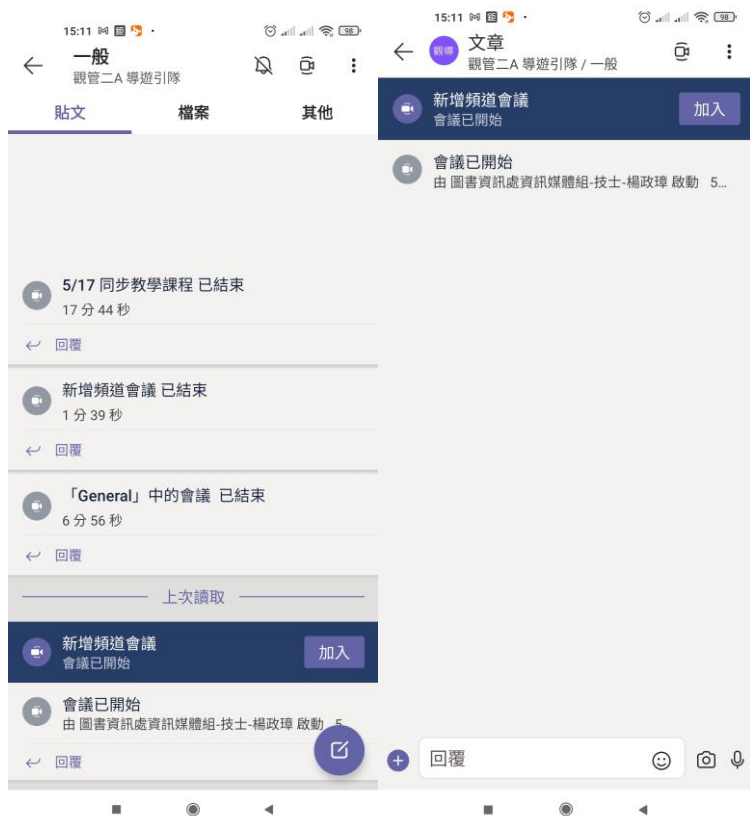 15:11
98
一般
觀管二A 導遊引隊
貼文
檔案
其他
5/17 同步教學課程 已結束
17 分 44 秒
回覆
新增頻道會議 已結束
1 分 39 秒
回覆
「General」中的會議 已結束
6 分 56 秒
回覆
上次讀取
新增頻道會議
會議已開始
加入
會議已開始
由 圖書資訊處資訊媒體組-技士-楊政璋 啟動 5
回覆
15:11
98
觀導
文章
觀管二A 導遊引隊 / 一般
新增頻道會議
會議已開始
加入
會議已開始
由 圖書資訊處資訊媒體組-技士-楊政璋 啟動 5...
回覆